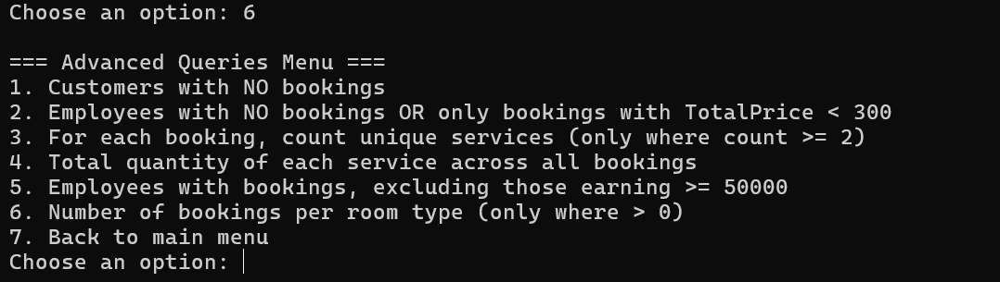 Choose an option: 6
=== Advanced Queries Menu ===
1. Customers with NO bookings
2. Employees with NO bookings OR only bookings with TotalPrice < 300
3. For each booking, count unique services (only where count >= 2)
4. Total quantity of each service across all bookings
5. Employees with bookings, excluding those earning >= 50000
6. Number of bookings per room type (only where > 0)
7. Back to main menu
Choose an option: